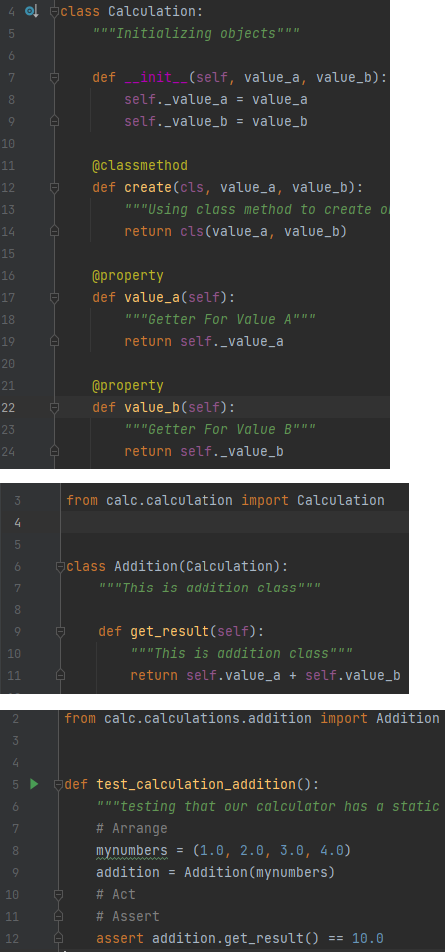 4 class Calculation:
5 """Initializing objects"""
6
7 def __init__(self, value_a, value_b):
8 self._value_a = value_a
9 self._value_b = value_b
10
11 @classmethod
12 def create(cls, value_a, value_b):
13 """Using class method to create
14 return cls(value_a, value_b)
15
16 @property
17 def value_a(self):
18 """Getter For Value A"""
19 return self._value_a
20
21 @property
22 def value_b(self):
23 """Getter For Value B"""
24 return self._value_b
3 from calc.calculation import Calculation
4
5
6 class Addition(Calculation):
7 """This is addition class"""
8
9 def get_result(self):
10 """This is addition class"""
11 return self.value_a + self.value_b
2 from calc.calculations.addition import Addition
3
4
5 def test_calculation_addition():
6 """testing that our calculator has a static
7 # Arrange
8 mynumbers = (1.0, 2.0, 3.0, 4.0)
9 addition = Addition(mynumbers)
10 # Act
11 # Assert
12 assert addition.get_result() == 10.0